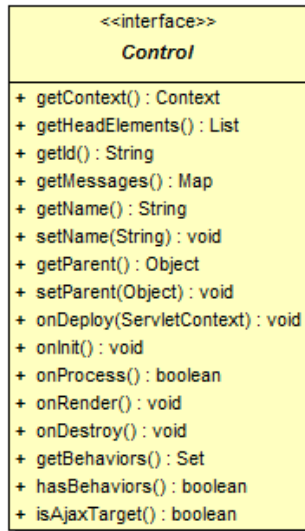 <<interface>>
Control
+ getContext() : Context
+ getHeadElements() : List
+ getId() : String
+ getMessages() : Map
+ getName() : String
+ setName(String) : void
+ getParent() : Object
+ setParent(Object) : void
+ onDeploy(ServletContext) : void
+ onInit() : void
+ onProcess() : boolean
+ onRender() : void
+ onDestroy() : void
+ getBehaviors() : Set
+ hasBehaviors() : boolean
+ isAjaxTarget() : boolean